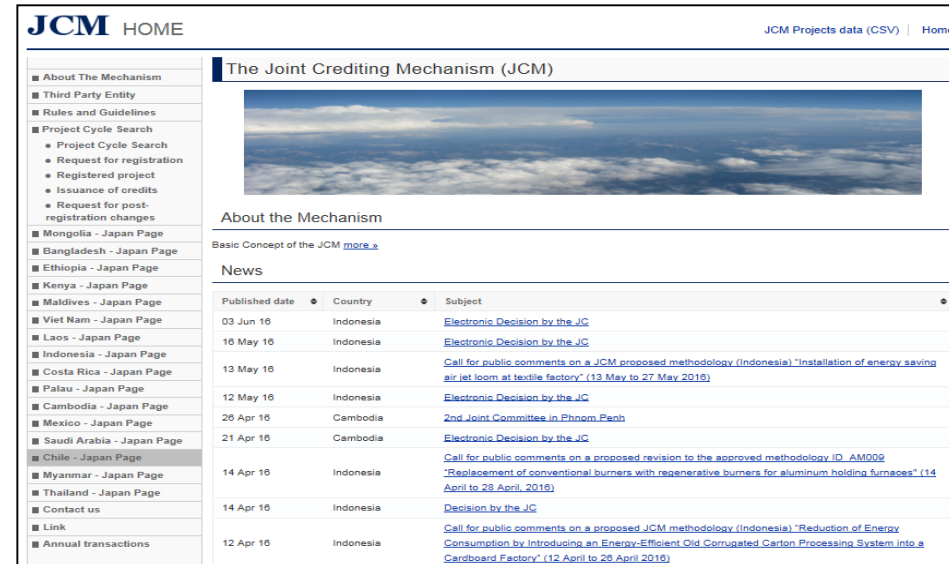 JCM HOME
JCM Projects data (CSV) | Home
About The Mechanism
Third Party Entity
Rules and Guidelines
Project Cycle Search
Project Cycle Search
Request for registration
Registered project
Issuance of credits
Request for post-
registration changes
Mongolia - Japan Page
Bangladesh - Japan Page
Ethiopia - Japan Page
Kenya - Japan Page
Maldives - Japan Page
Viet Nam - Japan Page
Laos - Japan Page
Indonesia - Japan Page
Costa Rica - Japan Page
Palau - Japan Page
Cambodia - Japan Page
Mexico - Japan Page
Saudi Arabia - Japan Page
Chile - Japan Page
Myanmar - Japan Page
Thailand - Japan Page
Contact us
Link
Annual transactions
The Joint Crediting Mechanism (JCM)
About the Mechanism
Basic Concept of the JCM more »
News
Published date Country Subject
03 Jun 16 Indonesia Electronic Decision by the JC
16 May 16 Indonesia Electronic Decision by the JC
13 May 16 Indonesia Call for public comments on a JCM proposed methodology (Indonesia) "Installation of energy saving
air jet loom at textile factory" (13 May to 27 May 2016)
12 May 16 Indonesia Electronic Decision by the JC
26 Apr 16 Cambodia 2nd Joint Committee in Phnom Penh
21 Apr 16 Cambodia Electronic Decision by the JC
14 Apr 16 Indonesia Call for public comments on a proposed revision to the approved methodology ID_AM009
"Replacement of conventional burners with regenerative burners for aluminum holding furnaces" (14
April to 28 April, 2016)
14 Apr 16 Indonesia Decision by the JC
12 Apr 16 Indonesia Call for public comments on a proposed JCM methodology (Indonesia) "Reduction of Energy
Consumption by Introducing an Energy-Efficient Old Corrugated Carton Processing System into a
Cardboard Factory" (12 April to 26 April 2016)